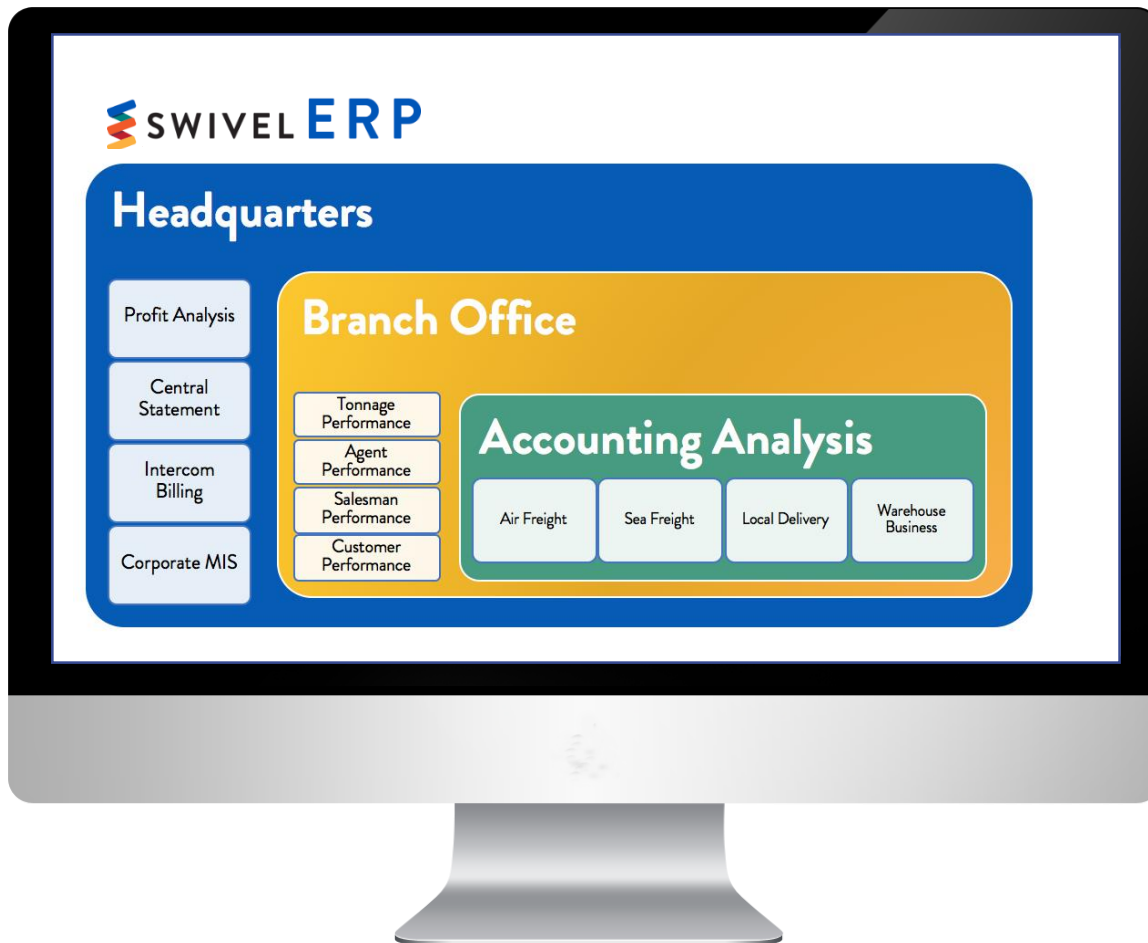 SWIVEL ERP
Headquarters
Profit Analysis
Central
Statement
Intercom
Billing
Corporate MIS
Branch Office
Tonnage
Performance
Agent
Performance
Salesman
Performance
Customer
Performance
Accounting Analysis
Air Freight
Sea Freight
Local Delivery
Warehouse
Business